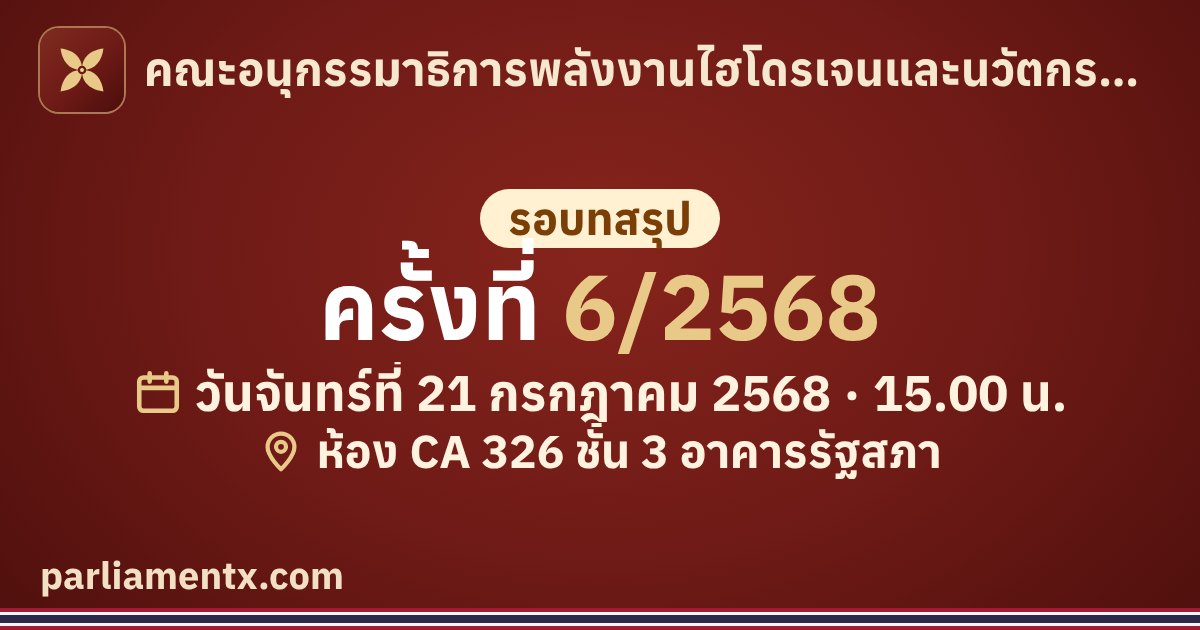 คณะอนุกรรมาธิการพลังงานไฮโดรเจนและนวัตกร...
รอบทสรุป
ครั้งที่ 6/2568
วันจันทร์ที่ 21 กรกฎาคม 2568 · 15.00 น.
ห้อง CA 326 ชั้น 3 อาคารรัฐสภา
parliamentx.com